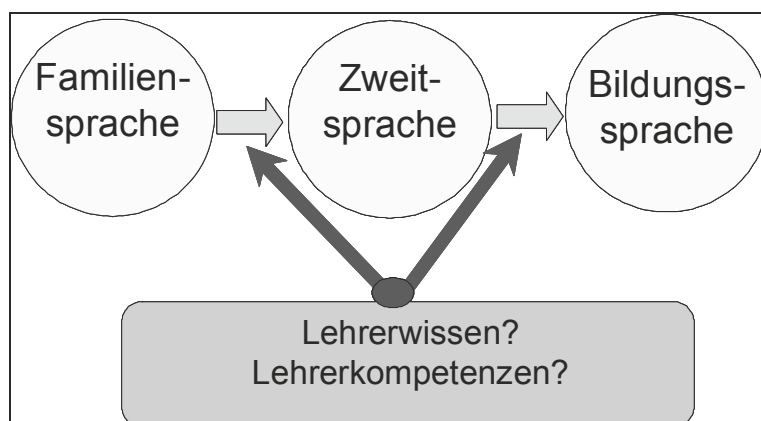 Familien-
sprache
Zweit-
sprache
Bildungs-
sprache
Lehrerwissen?
Lehrerkompetenzen?